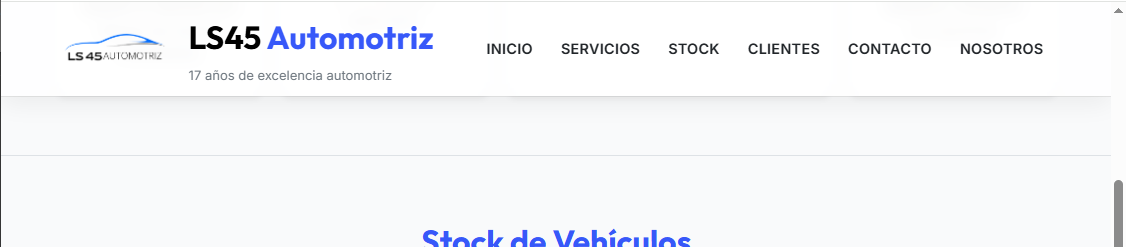 LS45AUTOMOTRIZ
LS45 Automotriz
17 años de excelencia automotriz
INICIO SERVICIOS STOCK CLIENTES CONTACTO NOSOTROS
Stock de Vehículos